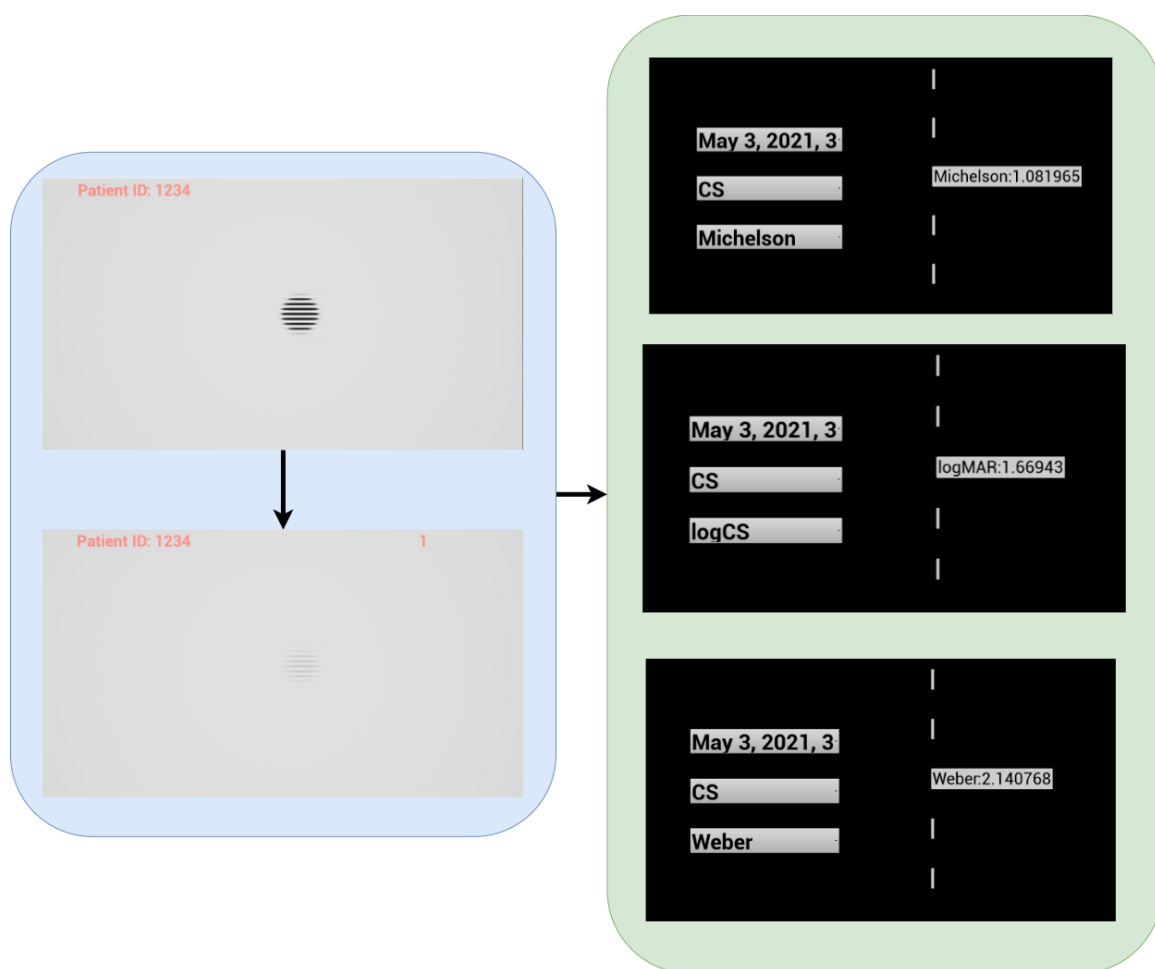 Patient ID: 1234
Patient ID: 1234 1
May 3, 2021, 3
CS
Michelson
Michelson:1.081965
May 3, 2021, 3
CS
logCS
logMAR:1.66943
May 3, 2021, 3
CS
Weber
Weber:2.140768